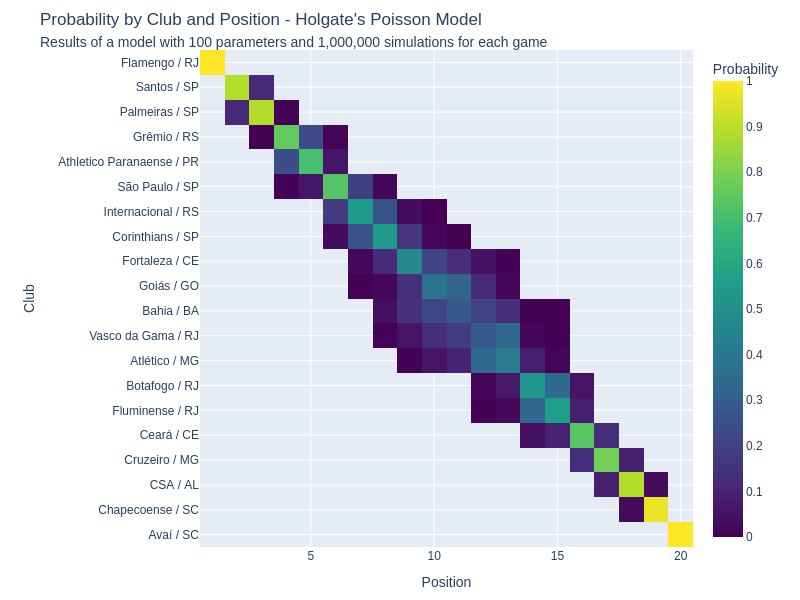 Probability by Club and Position - Holgate's Poisson Model
Results of a model with 100 parameters and 1,000,000 simulations for each game
Probability
Flamengo / RJ
Santos / SP
Palmeiras / SP
Grêmio / RS
Athletico Paranaense / PR
São Paulo / SP
Internacional / RS
Corinthians / SP
Fortaleza / CE
Goiás / GO
Bahia / BA
Vasco da Gama / RJ
Atlético / MG
Botafogo / RJ
Fluminense / RJ
Ceará / CE
Cruzeiro / MG
CSA / AL
Chapecoense / SC
Avaí / SC
Club
5 10 15 20
Position
1
0.9
0.8
0.7
0.6
0.5
0.4
0.3
0.2
0.1
0